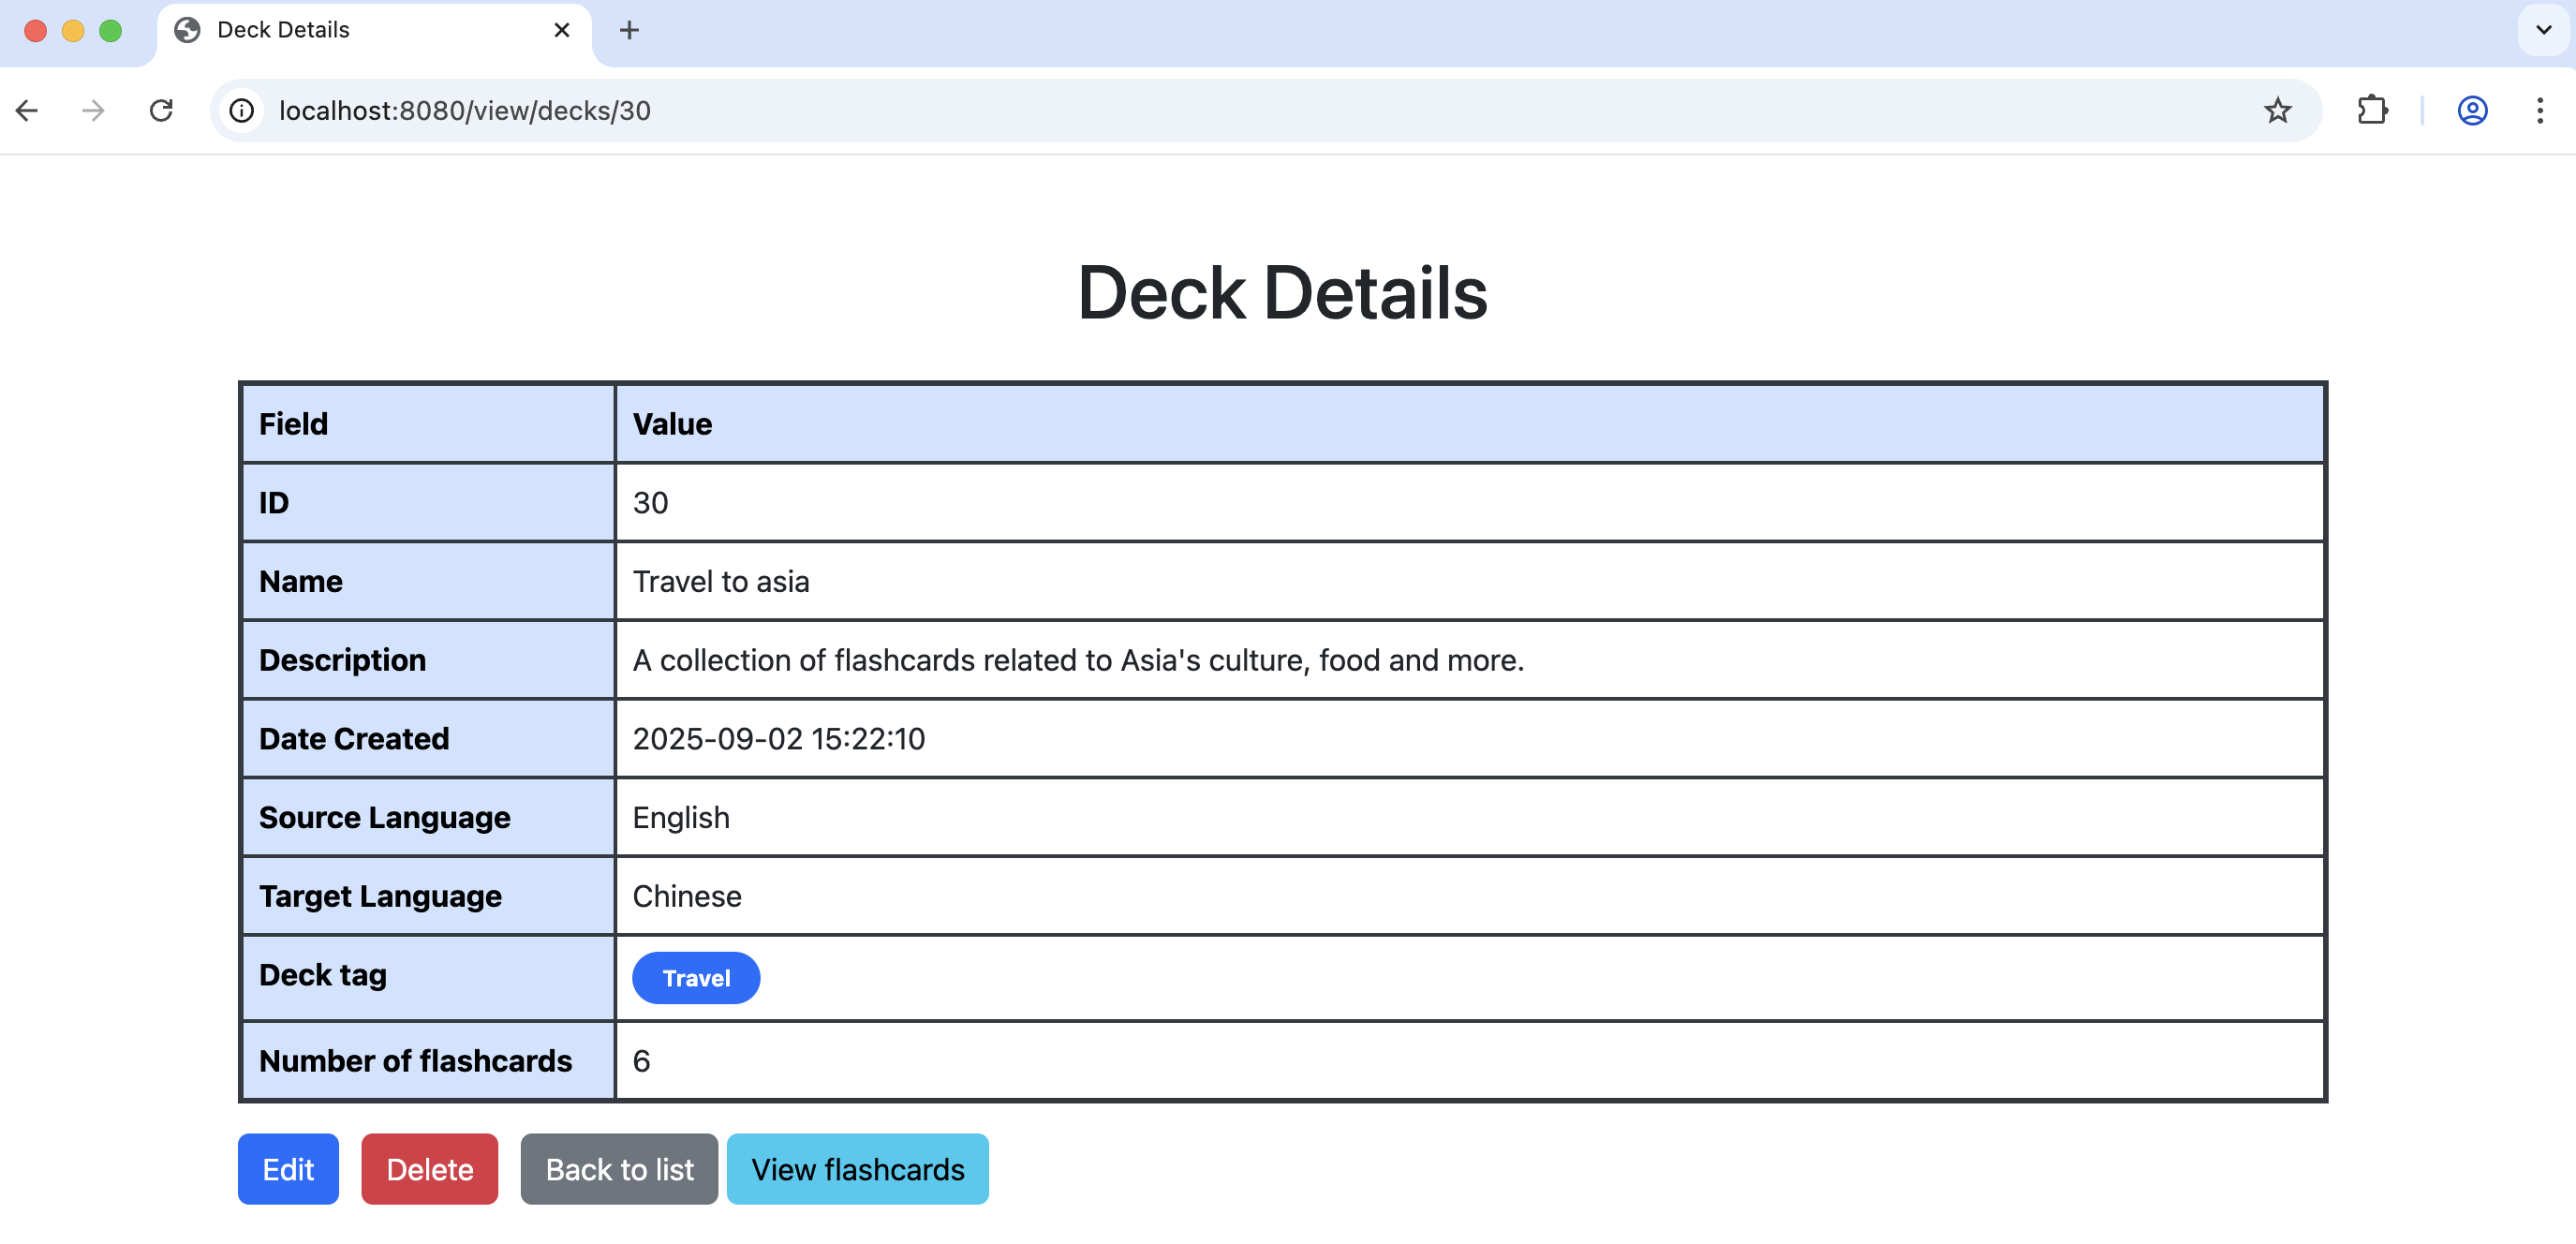 Deck Details
localhost:8080/view/decks/30
Deck Details
Field Value
ID 30
Name Travel to asia
Description A collection of flashcards related to Asia's culture, food and more.
Date Created 2025-09-02 15:22:10
Source Language English
Target Language Chinese
Deck tag Travel
Number of flashcards 6
Edit Delete Back to list View flashcards